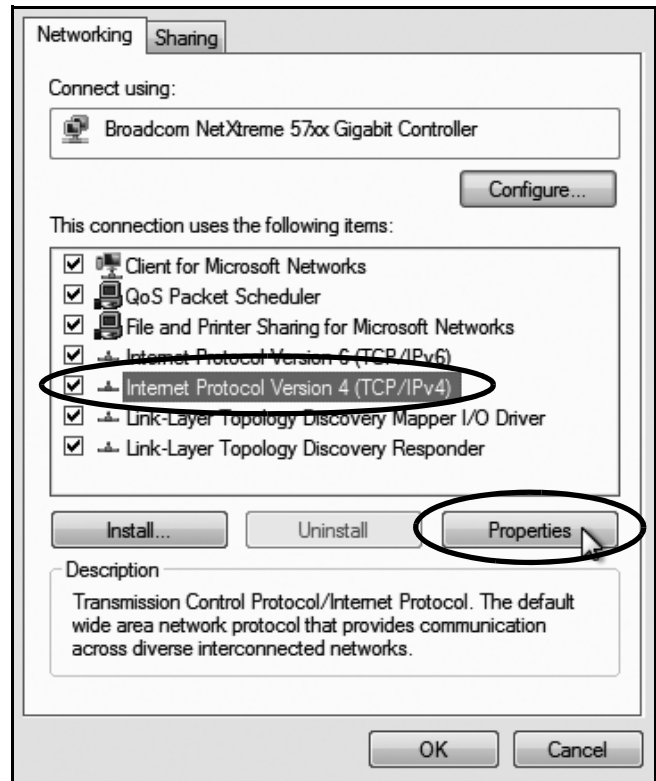 Networking
Sharing
Connect using:
Broadcom NetXtreme 57xx Gigabit Controller
Configure...
This connection uses the following items:
Client for Microsoft Networks
QoS Packet Scheduler
File and Printer Sharing for Microsoft Networks
Internet Protocol Version 6 (TCP/IPv6)
Internet Protocol Version 4 (TCP/IPv4)
Link-Layer Topology Discovery Mapper I/O Driver
Link-Layer Topology Discovery Responder
Install...
Uninstall
Properties
Description
Transmission Control Protocol/Internet Protocol. The default
wide area network protocol that provides communication
across diverse interconnected networks.
OK
Cancel